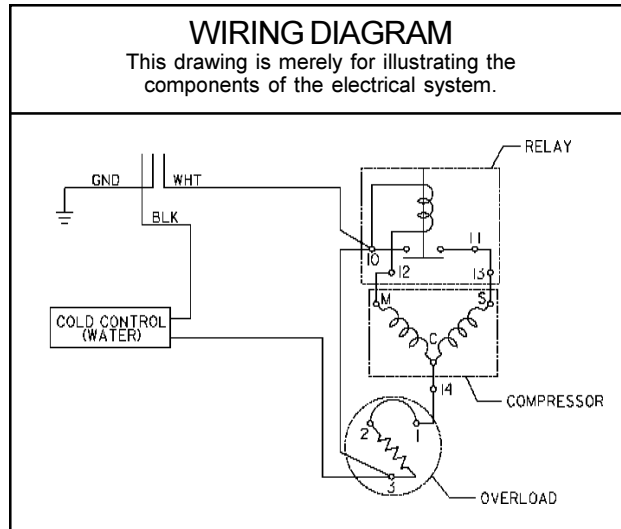 WIRING DIAGRAM
This drawing is merely for illustrating the
components of the electrical system.
RELAY
GND
WHT
BLK
10
11
12
13
M
S
C
COLD CONTROL
(WATER)
14
COMPRESSOR
2
1
3
OVERLOAD